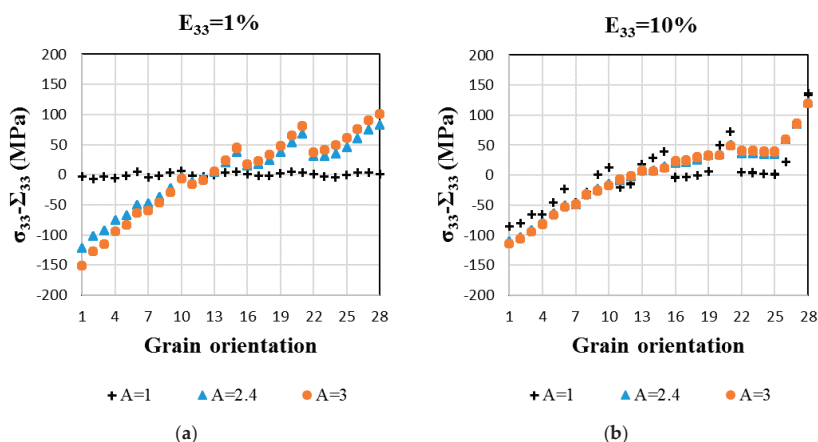 E₃₃=1%
σ₃₃-Σ₃₃ (MPa)
200
150
100
50
0
-50
-100
-150
-200
1 4 7 10 13 16 19 22 25 28
Grain orientation
A=1 A=2.4 A=3
(a)
E₃₃=10%
σ₃₃-Σ₃₃ (MPa)
200
150
100
50
0
-50
-100
-150
-200
1 4 7 10 13 16 19 22 25 28
Grain orientation
A=1 A=2.4 A=3
(b)